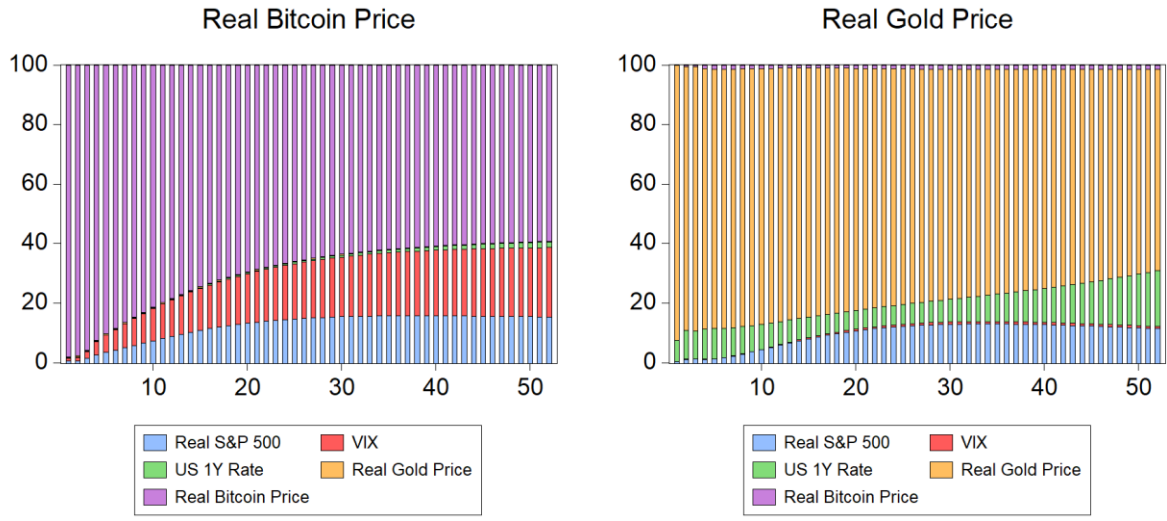 Real Bitcoin Price
100
80
60
40
20
0
10 20 30 40 50
Real S&P 500 VIX
US 1Y Rate Real Gold Price
Real Bitcoin Price
Real Gold Price
100
80
60
40
20
0
10 20 30 40 50
Real S&P 500 VIX
US 1Y Rate Real Gold Price
Real Bitcoin Price